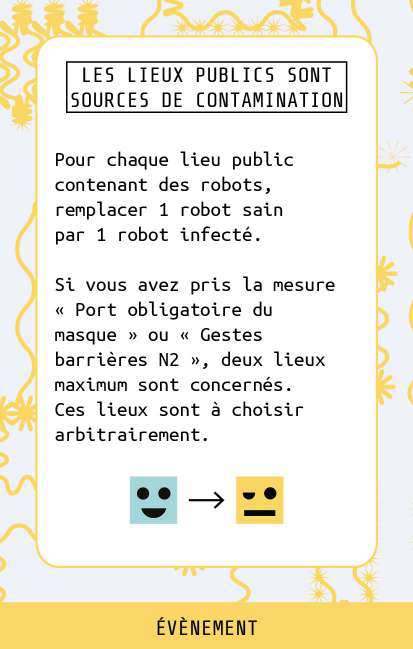 LES LIEUX PUBLICS SONT
SOURCES DE CONTAMINATION
Pour chaque lieu public
contenant des robots,
remplacer 1 robot sain
par 1 robot infecté.
Si vous avez pris la mesure
« Port obligatoire du
masque » ou « Gestes
barrières N2 », deux lieux
maximum sont concernés.
Ces lieux sont à choisir
arbitrairement.
ÉVÈNEMENT